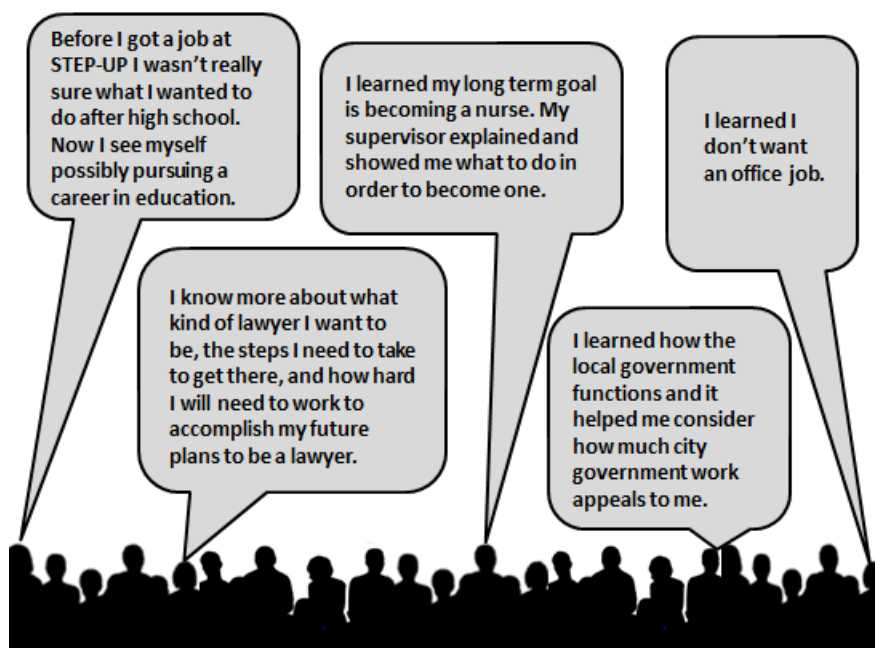 Before I got a job at
STEP-UP I wasn't really
sure what I wanted to
do after high school.
Now I see myself
possibly pursuing a
career in education.
I know more about what
kind of lawyer I want to
be, the steps I need to take
to get there, and how hard
I will need to work to
accomplish my future
plans to be a lawyer.
I learned my long term goal
is becoming a nurse. My
supervisor explained and
showed me what to do in
order to become one.
I learned how the
local government
functions and it
helped me consider
how much city
government work
appeals to me.
I learned I
don't want
an office job.